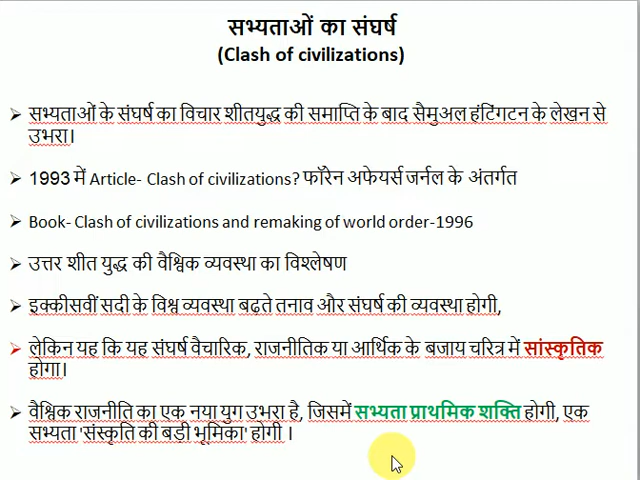 सभ्यताओं का संघर्ष
(Clash of civilizations)
सभ्यताओं के संघर्ष का विचार शीतयुद्ध की समाप्ति के बाद सैमुअल हंटिंगटन के लेखन से
उभरा।
1993 में Article- Clash of civilizations? फॉरेन अफेयर्स जर्नल के अंतर्गत
Book- Clash of civilizations and remaking of world order-1996
उत्तर शीत युद्ध की वैश्विक व्यवस्था का विश्लेषण
इक्कीसवीं सदी के विश्व व्यवस्था बढ़ते तनाव और संघर्ष की व्यवस्था होगी,
लेकिन यह कि यह संघर्ष वैचारिक, राजनीतिक या आर्थिक के बजाय चरित्र में सांस्कृतिक
होगा।
वैश्विक राजनीति का एक नया युग उभरा है, जिसमें सभ्यता प्राथमिक शक्ति होगी, एक
सभ्यता 'संस्कृति की बड़ी भूमिका' होगी ।